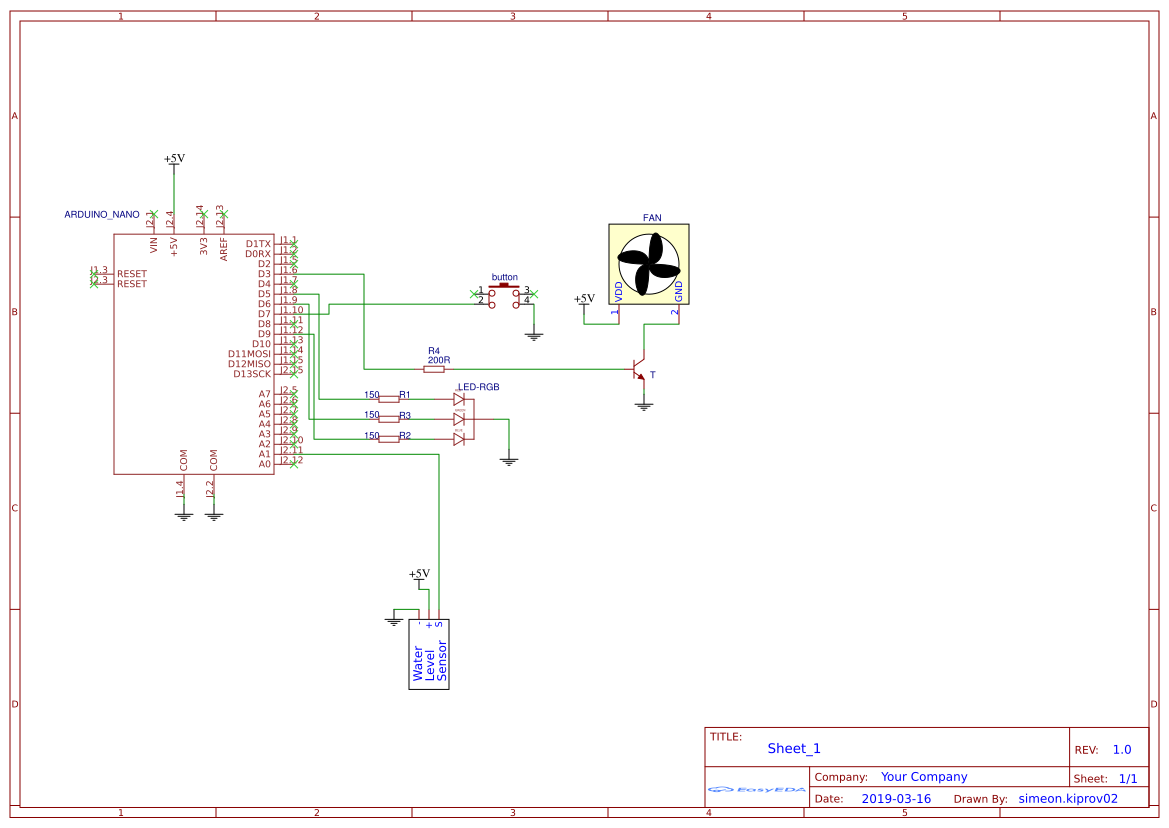 1 2 3 4 5
A A
B B
C C
D D
+5V
ARDUINO_NANO
J2.1 J2.4 J2.14 J2.13
VIN +5V 3V3 AREF
J1.3 RESET
J2.3 RESET
D1TX J1.1
D0RX J1.2
D2 J1.5
D3 J1.6
D4 J1.7
D5 J1.8
D6 J1.9
D7 J1.10
D8 J1.11
D9 J1.12
D10 J1.13
D11MOSI J1.14
D12MISO J1.15
D13SCK J2.15
A7 J2.5
A6 J2.6
A5 J2.7
A4 J2.8
A3 J2.9
A2 J2.10
A1 J2.11
A0 J2.12
COM COM
J1.4 J2.2
button
1 3
2 4
FAN
+5V
VDD GND
1 2
R4
200R
T
LED-RGB
150 R1
150 R3
150 R2
+5V
- + S
Water
Level
Sensor
TITLE:
Sheet_1
REV: 1.0
EasyEDA
Company: Your Company
Sheet: 1/1
Date: 2019-03-16
Drawn By: simeon.kiprov02
1 2 3 4 5